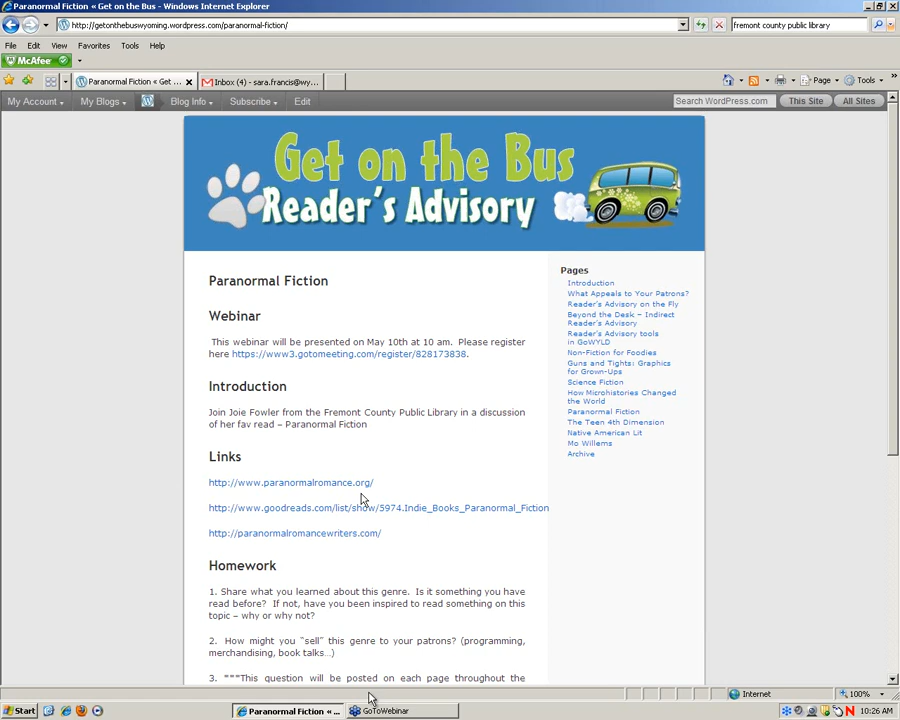 Paranormal Fiction « Get on the Bus - Windows Internet Explorer
http://getonthebuswyoming.wordpress.com/paranormal-fiction/
fremont county public library
File Edit View Favorites Tools Help
McAfee
Paranormal Fiction « Get ...
Inbox (4) - sara.francis@wy...
Page
Tools
My Account
My Blogs
Blog Info
Subscribe
Edit
Search WordPress.com
This Site
All Sites
Get on the Bus
Reader's Advisory
Paranormal Fiction
Webinar
This webinar will be presented on May 10th at 10 am. Please register
here https://www3.gotomeeting.com/register/828173838.
Introduction
Join Joie Fowler from the Fremont County Public Library in a discussion
of her fav read – Paranormal Fiction
Links
http://www.paranormalromance.org/
http://www.goodreads.com/list/show/5974.Indie_Books_Paranormal_Fiction
http://paranormalromancewriters.com/
Homework
1. Share what you learned about this genre. Is it something you have
read before? If not, have you been inspired to read something on this
topic – why or why not?
2. How might you "sell" this genre to your patrons? (programming,
merchandising, book talks...)
3. ***This question will be posted on each page throughout the
Pages
Introduction
What Appeals to Your Patrons?
Reader's Advisory on the Fly
Beyond the Desk – Indirect
Reader's Advisory
Reader's Advisory tools
in GoWYLD
Non-Fiction for Foodies
Guns and Tights: Graphics
for Grown-Ups
Science Fiction
How Microhistories Changed
the World
Paranormal Fiction
The Teen 4th Dimension
Native American Lit
Mo Willems
Archive
Internet
100%
Start
Paranormal Fiction « ...
GoToWebinar
10:26 AM